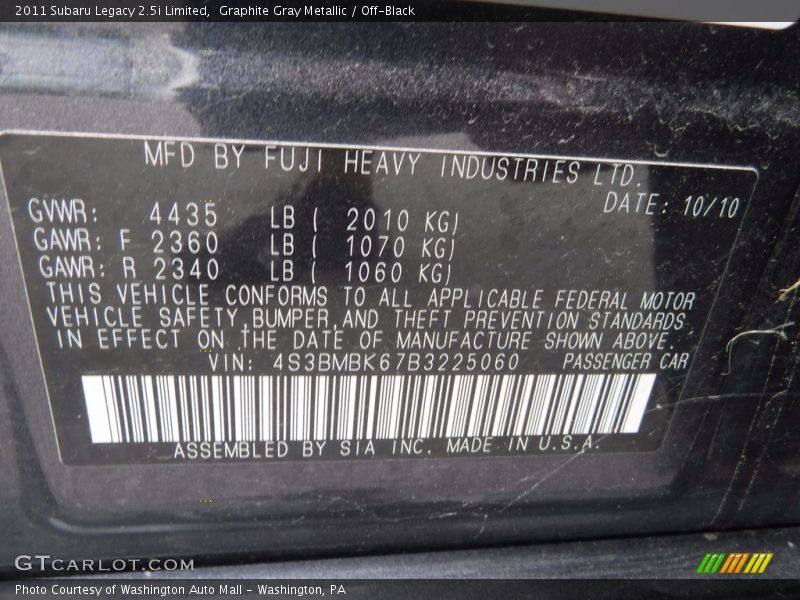 2011 Subaru Legacy 2.5i Limited,  Graphite Gray Metallic / Off-Black
MFD BY FUJI HEAVY INDUSTRIES LTD.
DATE: 10/10
GVWR: 4435 LB ( 2010 KG)
GAWR: F 2360 LB ( 1070 KG)
GAWR: R 2340 LB ( 1060 KG)
THIS VEHICLE CONFORMS TO ALL APPLICABLE FEDERAL MOTOR
VEHICLE SAFETY,BUMPER,AND THEFT PREVENTION STANDARDS
IN EFFECT ON THE DATE OF MANUFACTURE SHOWN ABOVE.
VIN: 4S3BMBK67B3225060 PASSENGER CAR
ASSEMBLED BY SIA INC. MADE IN U.S.A.
GTCARLOT.COM
Photo Courtesy of Washington Auto Mall - Washington, PA